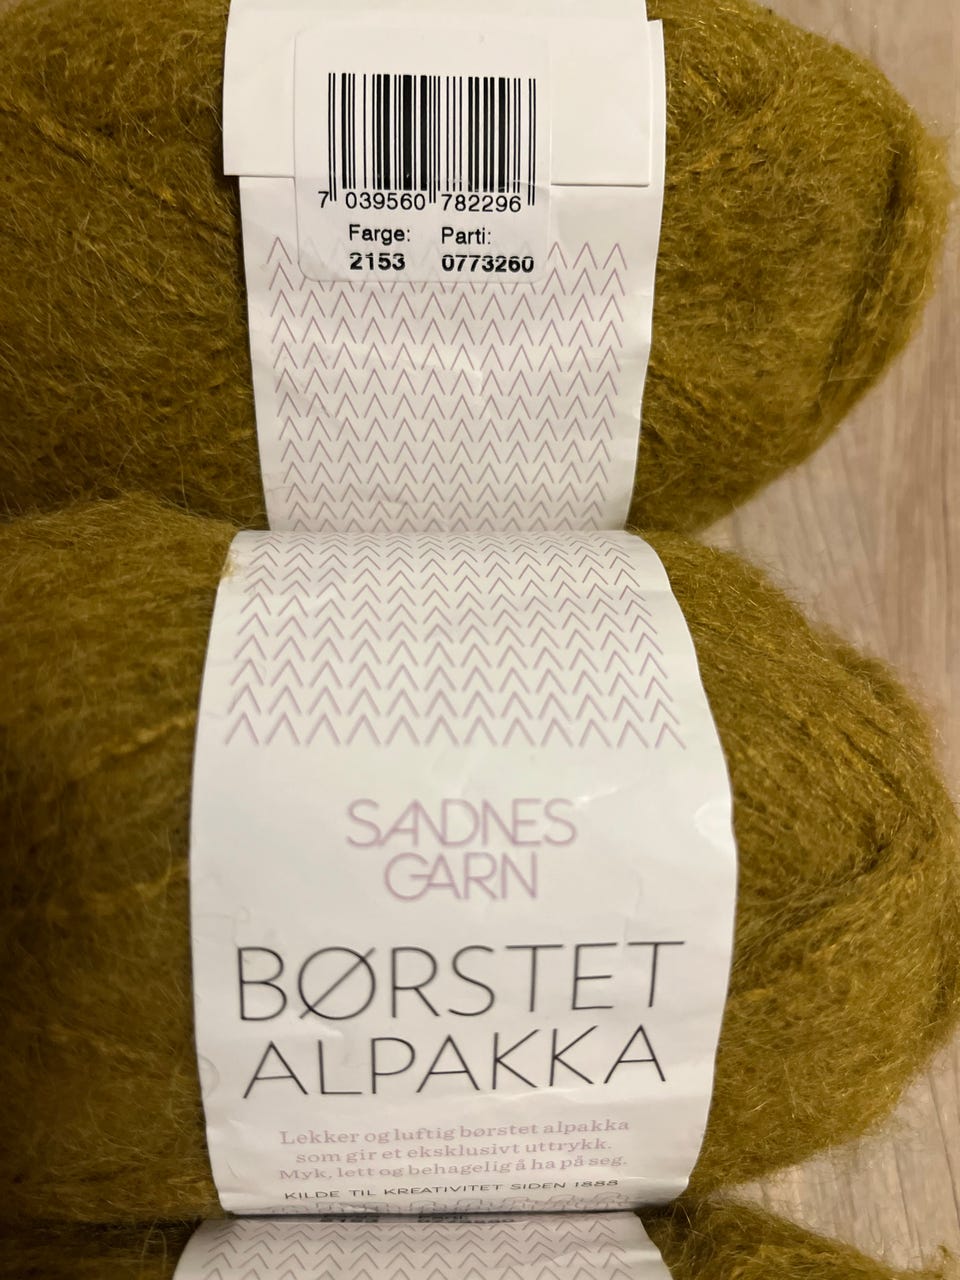 7 039560 782296
Farge: Parti:
2153 0773260
SANDNES
GARN
BØRSTET
ALPAKKA
Lekker og luftig børstet alpakka
som gir et eksklusivt uttrykk.
Myk, lett og behagelig å ha på seg.
KILDE TIL KREATIVITET SIDEN 1888